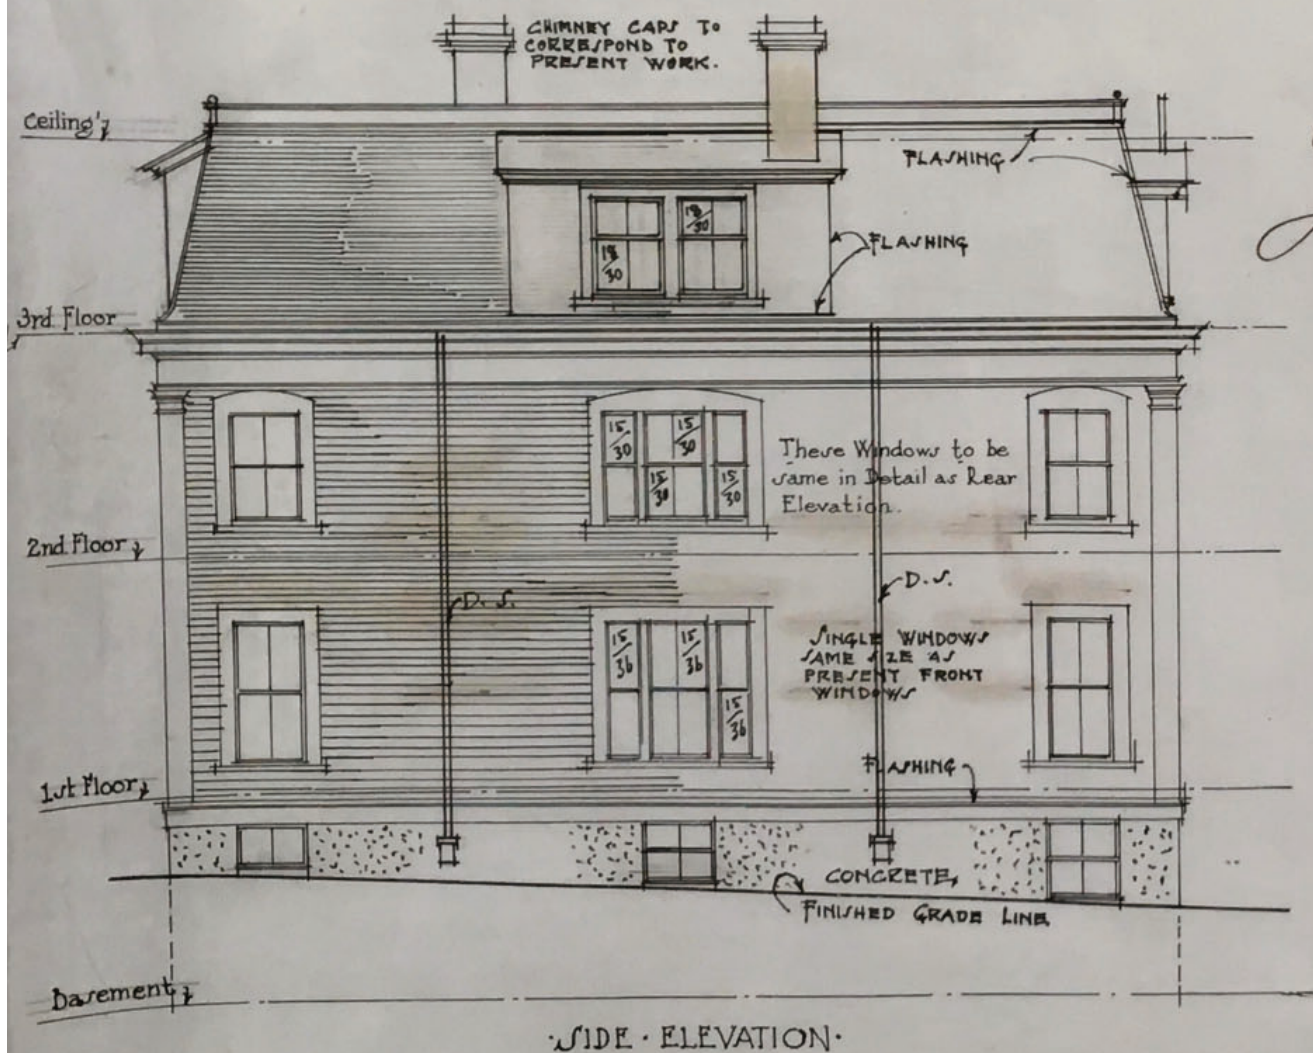 CHIMNEY CAPS TO
CORRESPOND TO
PRESENT WORK.
Ceiling
FLASHING
18/30
18/30
FLASHING
3rd Floor
15/30
15/30
15/30
15/30
These Windows to be
same in Detail as Rear
Elevation.
2nd Floor
D.S.
D.S.
15/36
15/36
15/36
SINGLE WINDOWS
SAME SIZE AS
PRESENT FRONT
WINDOWS
FLASHING
1st Floor
CONCRETE
FINISHED GRADE LINE
Basement
·SIDE·ELEVATION·